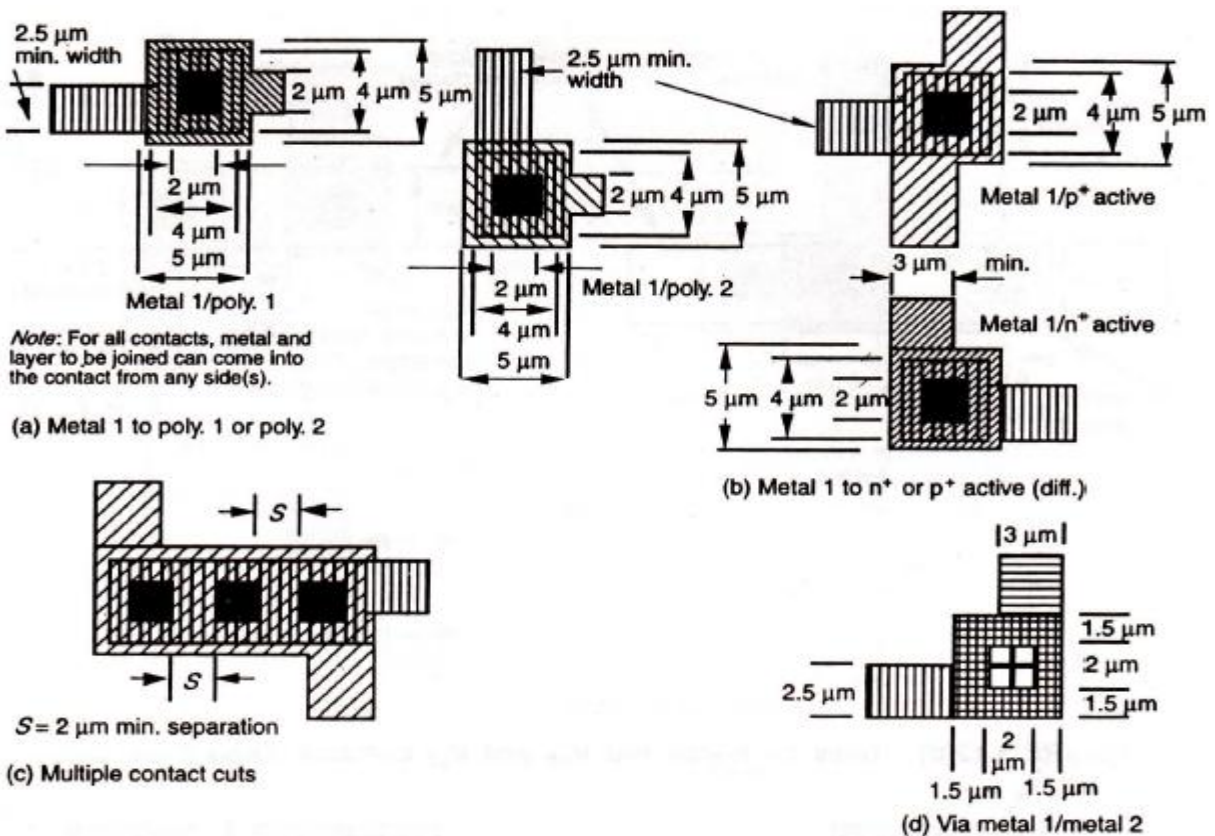 2.5 µm
min. width
2 µm
4 µm
5 µm
2 µm
4 µm
5 µm
Metal 1/poly. 1
Note: For all contacts, metal and
layer to be joined can come into
the contact from any side(s).
(a) Metal 1 to poly. 1 or poly. 2
2.5 µm min.
width
2 µm
4 µm
5 µm
2 µm
4 µm
5 µm
Metal 1/poly. 2
2 µm
4 µm
5 µm
Metal 1/p+ active
3 µm
min.
Metal 1/n+ active
5 µm
4 µm
2 µm
(b) Metal 1 to n+ or p+ active (diff.)
S
S
S = 2 µm min. separation
(c) Multiple contact cuts
3 µm
1.5 µm
2 µm
1.5 µm
2.5 µm
2
µm
1.5 µm
1.5 µm
(d) Via metal 1/metal 2